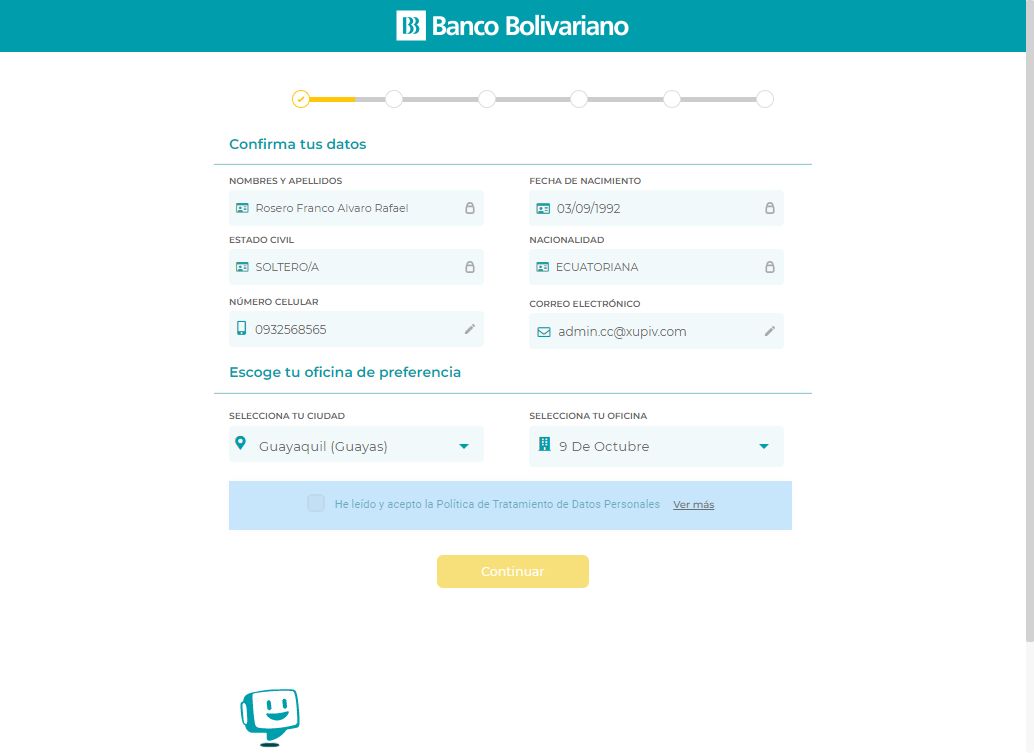 Banco Bolivariano
Confirma tus datos
NOMBRES Y APELLIDOS
Rosero Franco Alvaro Rafael
FECHA DE NACIMIENTO
03/09/1992
ESTADO CIVIL
SOLTERO/A
NACIONALIDAD
ECUATORIANA
NÚMERO CELULAR
0932568565
CORREO ELECTRÓNICO
admin.cc@xupiv.com
Escoge tu oficina de preferencia
SELECCIONA TU CIUDAD
Guayaquil (Guayas)
SELECCIONA TU OFICINA
9 De Octubre
He leído y acepto la Política de Tratamiento de Datos Personales Ver más
Continuar